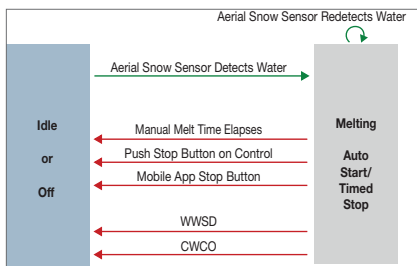 Aerial Snow Sensor Redetects Water
Aerial Snow Sensor Detects Water
Idle
or
Off
Manual Melt Time Elapses
Push Stop Button on Control
Mobile App Stop Button
WWSD
CWCO
Melting
Auto
Start/
Timed
Stop